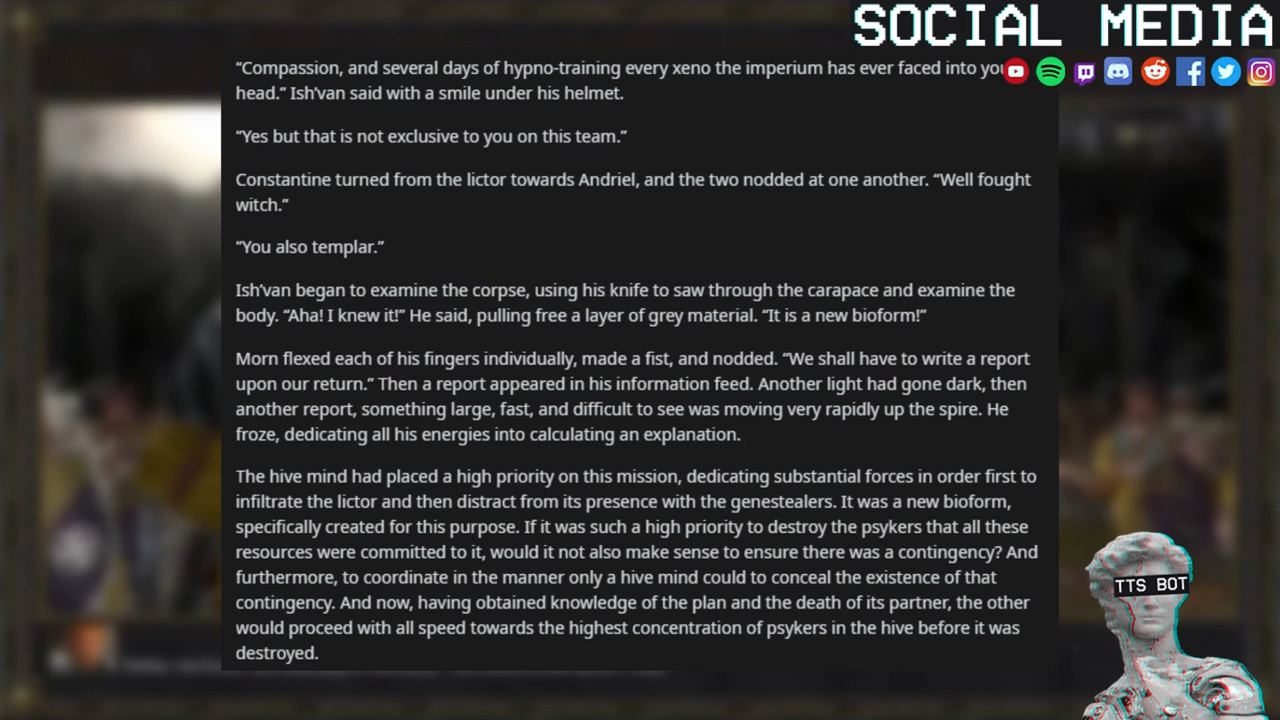 SOCIAL MEDIA
“Compassion, and several days of hypno-training every xeno the imperium has ever faced into
head.” Ish’van said with a smile under his helmet.
“Yes but that is not exclusive to you on this team.”
Constantine turned from the lictor towards Andriel, and the two nodded at one another. “Well fought
witch.”
“You also templar.”
Ish’van began to examine the corpse, using his knife to saw through the carapace and examine the
body. “Aha! I knew it!” He said, pulling free a layer of grey material. “It is a new bioform!”
Morn flexed each of his fingers individually, made a fist, and nodded. “We shall have to write a report
upon our return.” Then a report appeared in his information feed. Another light had gone dark, then
another report, something large, fast, and difficult to see was moving very rapidly up the spire. He
froze, dedicating all his energies into calculating an explanation.
The hive mind had placed a high priority on this mission, dedicating substantial forces in order first to
infiltrate the lictor and then distract from its presence with the genestealers. It was a new bioform,
specifically created for this purpose. If it was such a high priority to destroy the psykers that all these
resources were committed to it, would it not also make sense to ensure there was a contingency? And
furthermore, to coordinate in the manner only a hive mind could to conceal the existence of that
contingency. And now, having obtained knowledge of the plan and the death of its partner, the other
would proceed with all speed towards the highest concentration of psykers in the hive before it was
destroyed.
TTS BOT